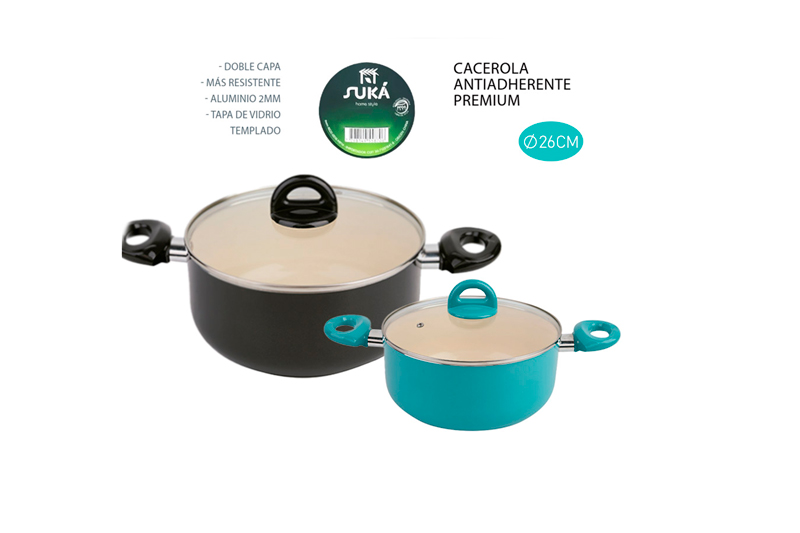 - DOBLE CAPA
- MÁS RESISTENTE
- ALUMINIO 2MM
- TAPA DE VIDRIO
TEMPLADO
SUKÁ
home style
CACEROLA
ANTIADHERENTE
PREMIUM
Ø26CM